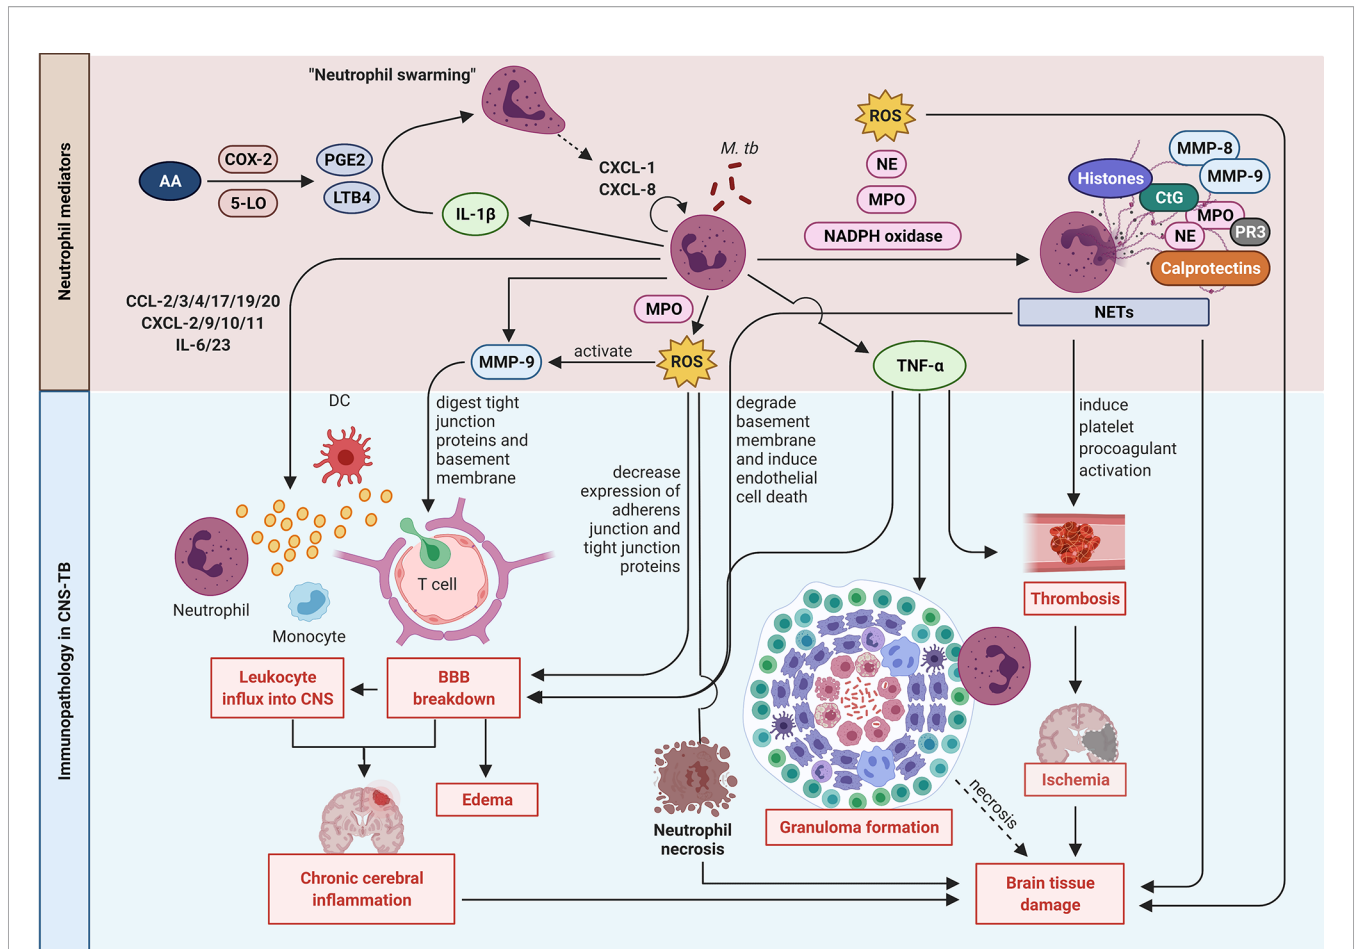 Neutrophil mediators
"Neutrophil swarming"
AA
COX-2
5-LO
PGE2
LTB4
IL-1β
CXCL-1
CXCL-8
M. tb
ROS
NE
MPO
NADPH oxidase
Histones
MMP-8
MMP-9
CtG
MPO
NE
PR3
Calprotectins
NETs
CCL-2/3/4/17/19/20
CXCL-2/9/10/11
IL-6/23
MPO
MMP-9
activate
ROS
TNF-α
Immunopathology in CNS-TB
DC
Neutrophil
Monocyte
digest tight
junction
proteins and
basement
membrane
T cell
decrease
expression of
adherens
junction and
tight junction
proteins
degrade
basement
membrane
and induce
endothelial
cell death
induce
platelet
procoagulant
activation
Thrombosis
Leukocyte
influx into CNS
BBB
breakdown
Edema
Neutrophil
necrosis
Granuloma formation
necrosis
Ischemia
Chronic cerebral
inflammation
Brain tissue
damage